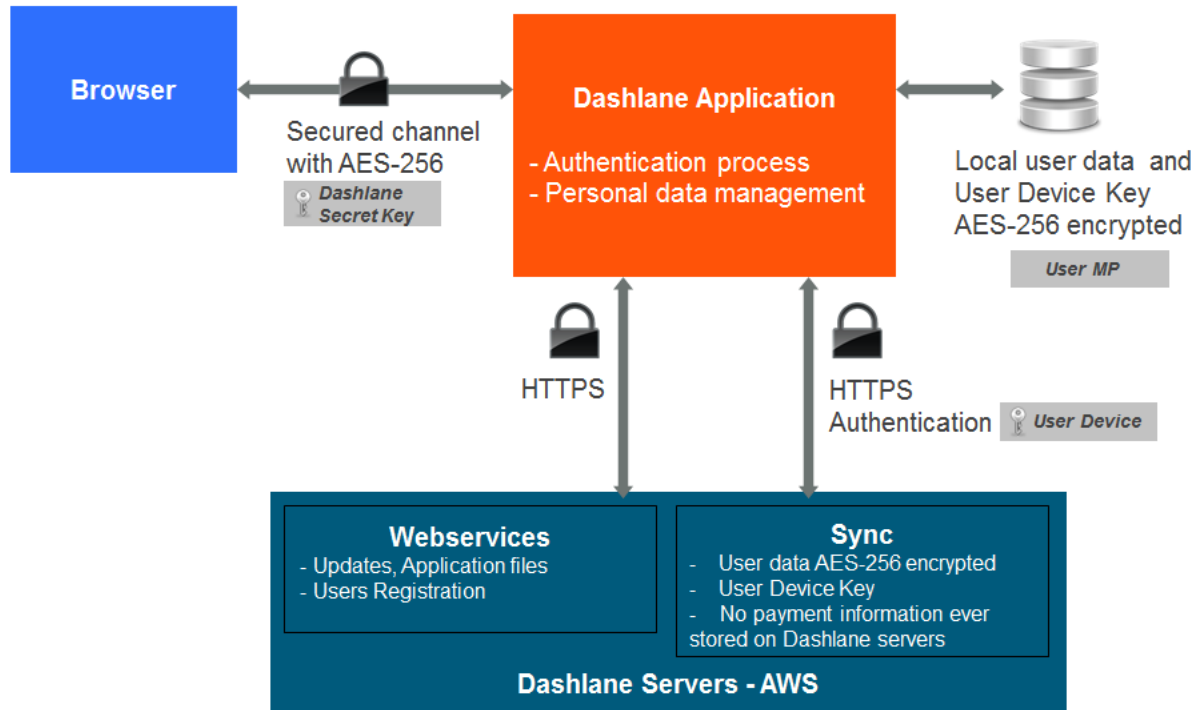 Browser
Secured channel
with AES-256
Dashlane
Secret Key
Dashlane Application
- Authentication process
- Personal data management
Local user data and
User Device Key
AES-256 encrypted
User MP
HTTPS
HTTPS
Authentication
User Device
Webservices
- Updates, Application files
- Users Registration
Sync
- User data AES-256 encrypted
- User Device Key
- No payment information ever
stored on Dashlane servers
Dashlane Servers - AWS